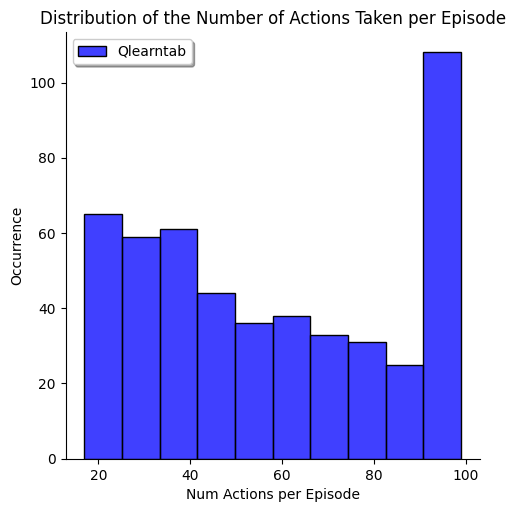 Distribution of the Number of Actions Taken per Episode
Qlearntab
100
80
60
40
20
0
Occurrence
20 40 60 80 100
Num Actions per Episode